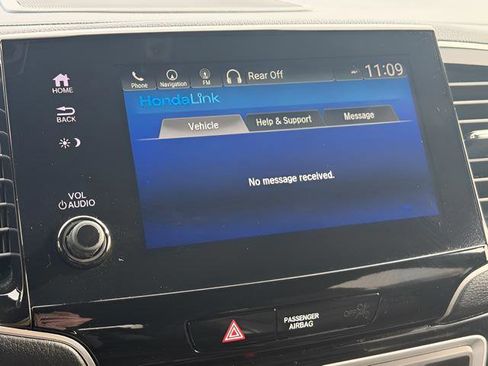 HOME
BACK
VOL
AUDIO
Phone Navigation FM Rear Off 11:09
HondaLink
Vehicle Help & Support Message
No message received.
PASSENGER
AIRBAG